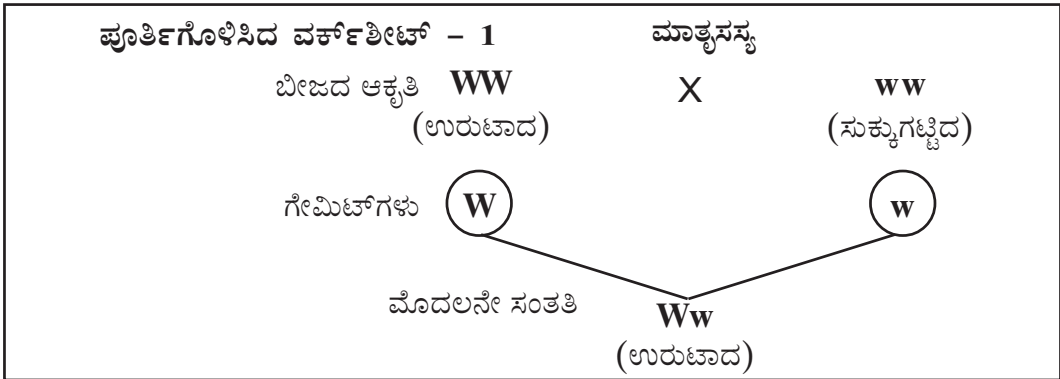 ಪೂರ್ತಿಗೊಳಿಸಿದ ವರ್ಕ್‌ಶೀಟ್ – 1 ಮಾತೃಸಸ್ಯ
ಬೀಜದ ಆಕೃತಿ WW X ww
(ಉರುಟಾದ) (ಸುಕ್ಕುಗಟ್ಟಿದ)
ಗೇಮಿಟ್‌ಗಳು W w
ಮೊದಲನೇ ಸಂತತಿ Ww
(ಉರುಟಾದ)